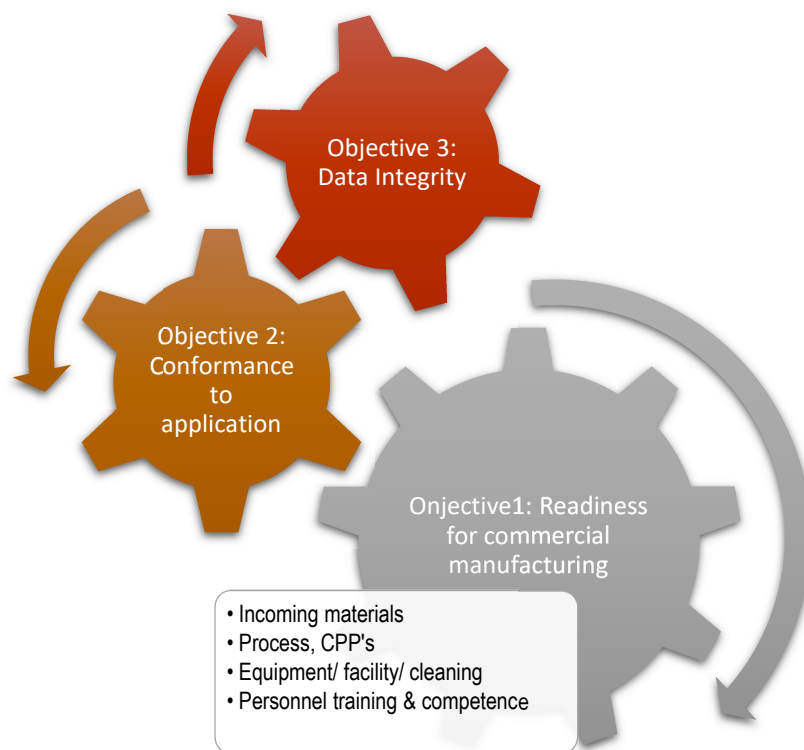 Objective 3:
Data Integrity
Objective 2:
Conformance
to
application
Onjective1: Readiness
for commercial
manufacturing
• Incoming materials
• Process, CPP's
• Equipment/ facility/ cleaning
• Personnel training & competence